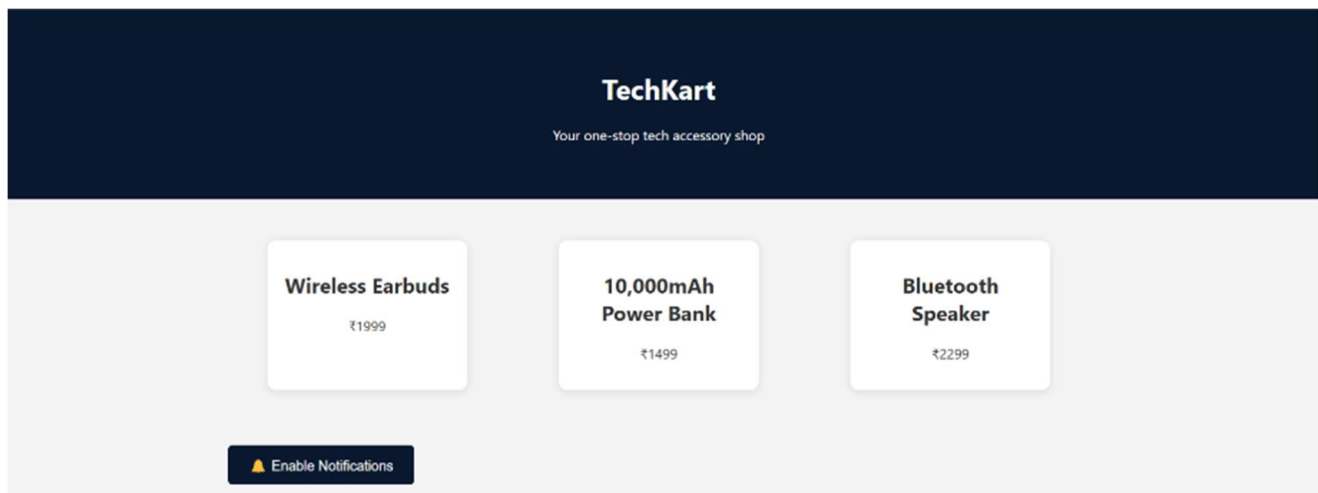 TechKart
Your one-stop tech accessory shop
Wireless Earbuds
₹1999
10,000mAh
Power Bank
₹1499
Bluetooth
Speaker
₹2299
🔔 Enable Notifications